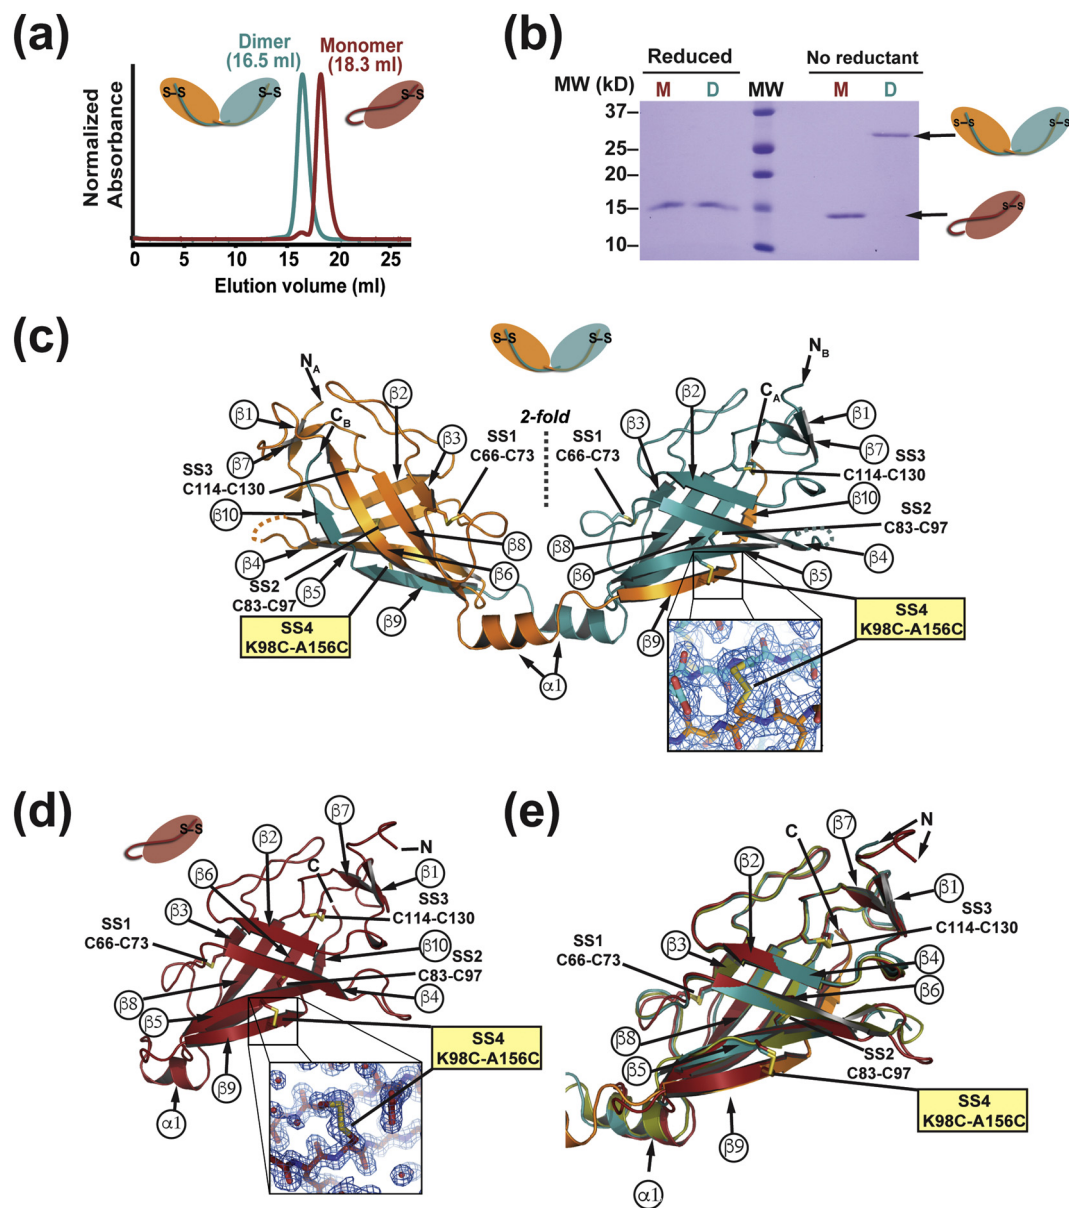 (a)
Dimer
(16.5 ml)
Monomer
(18.3 ml)
S–S
S–S
S–S
Normalized
Absorbance
0
5
10
15
20
25
Elution volume (ml)
(b)
Reduced
No reductant
MW (kD)
M
D
MW
M
D
37
25
20
15
10
S–S
S–S
S–S
(c)
S–S
S–S
2-fold
N_A
β1
C_B
β2
β3
β7
SS3
C114-C130
SS1
C66-C73
β10
β4
β5
SS2
C83-C97
β8
β6
β9
SS4
K98C-A156C
α1
N_B
C_A
β2
β3
β1
β7
SS1
C66-C73
SS3
C114-C130
β10
SS2
C83-C97
β4
β8
β6
β5
β9
SS4
K98C-A156C
(d)
S–S
β7
β2
N
C
β1
β6
SS3
C114-C130
SS1
C66-C73
β3
β10
SS2
C83-C97
β8
β4
β5
SS4
K98C-A156C
β9
α1
(e)
N
C
β7
β2
β1
SS3
C114-C130
SS1
C66-C73
β3
β4
β6
β8
SS2
C83-C97
β5
SS4
K98C-A156C
β9
α1